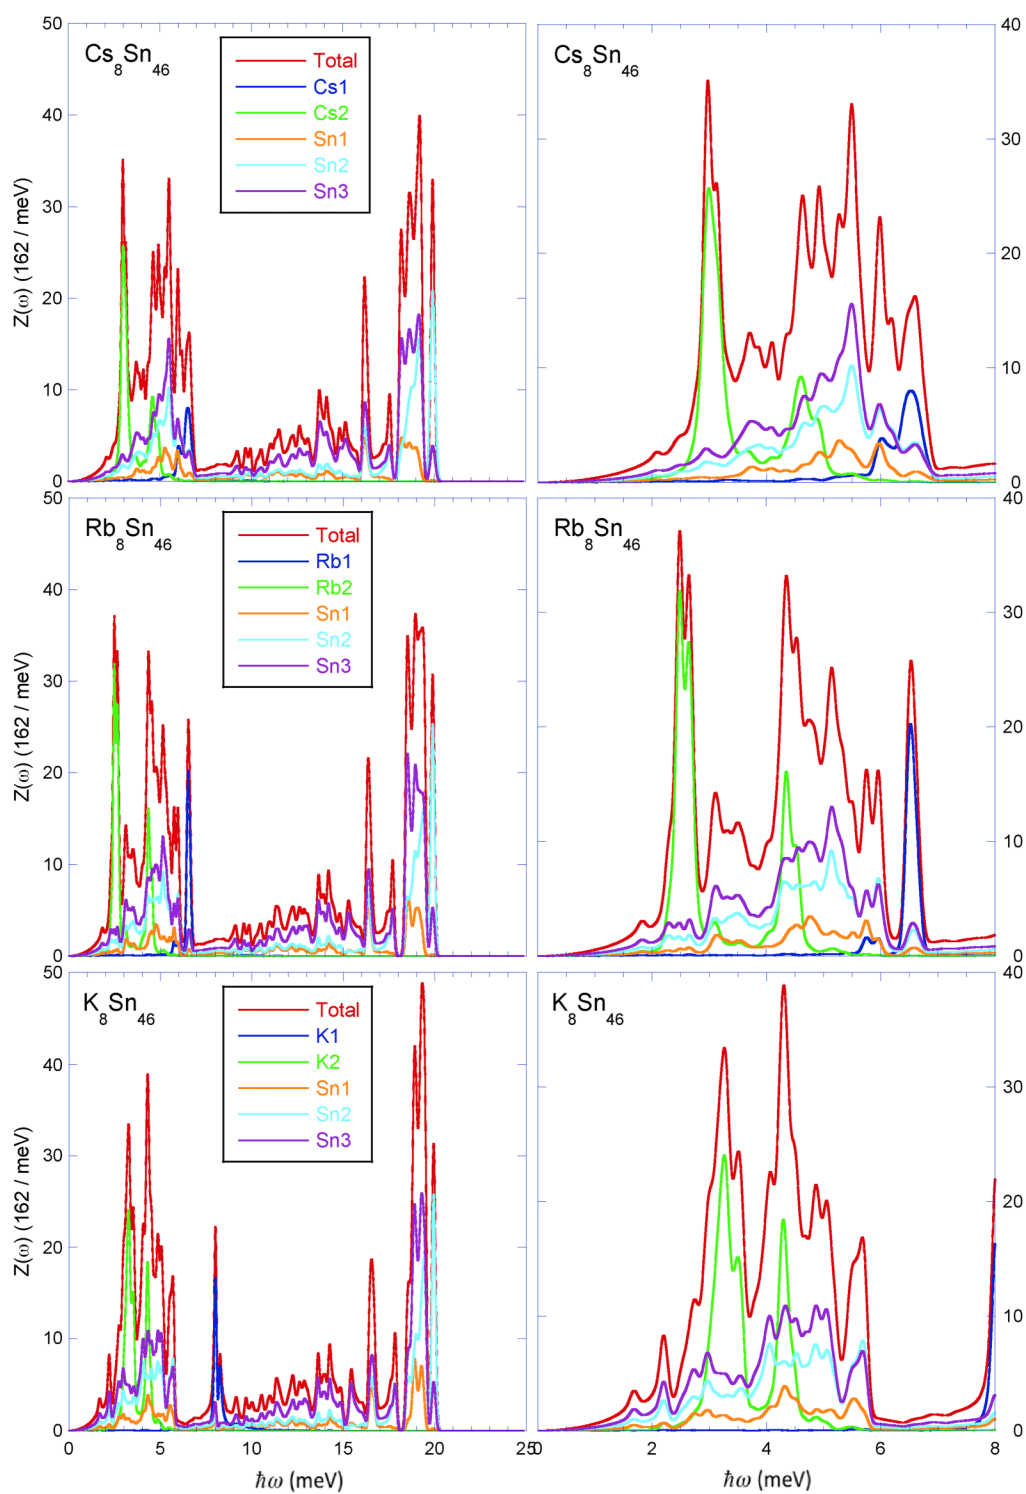 Cs8Sn46
Total
Cs1
Cs2
Sn1
Sn2
Sn3
Z(ω) (162 / meV)
50
40
30
20
10
0
Cs8Sn46
40
30
20
10
0
Rb8Sn46
Total
Rb1
Rb2
Sn1
Sn2
Sn3
Z(ω) (162 / meV)
50
40
30
20
10
0
Rb8Sn46
40
30
20
10
0
K8Sn46
Total
K1
K2
Sn1
Sn2
Sn3
Z(ω) (162 / meV)
50
40
30
20
10
0
K8Sn46
40
30
20
10
0
0 5 10 15 20 25
ħω (meV)
0 2 4 6 8
ħω (meV)